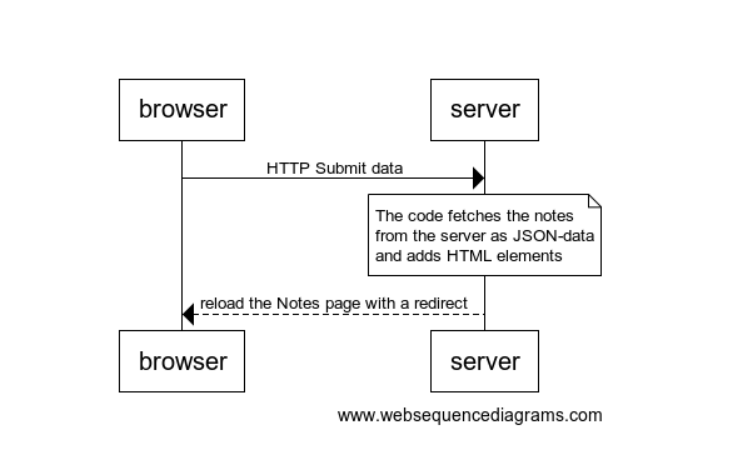 browser server
HTTP Submit data
The code fetches the notes
from the server as JSON-data
and adds HTML elements
reload the Notes page with a redirect
browser server
www.websequencediagrams.com